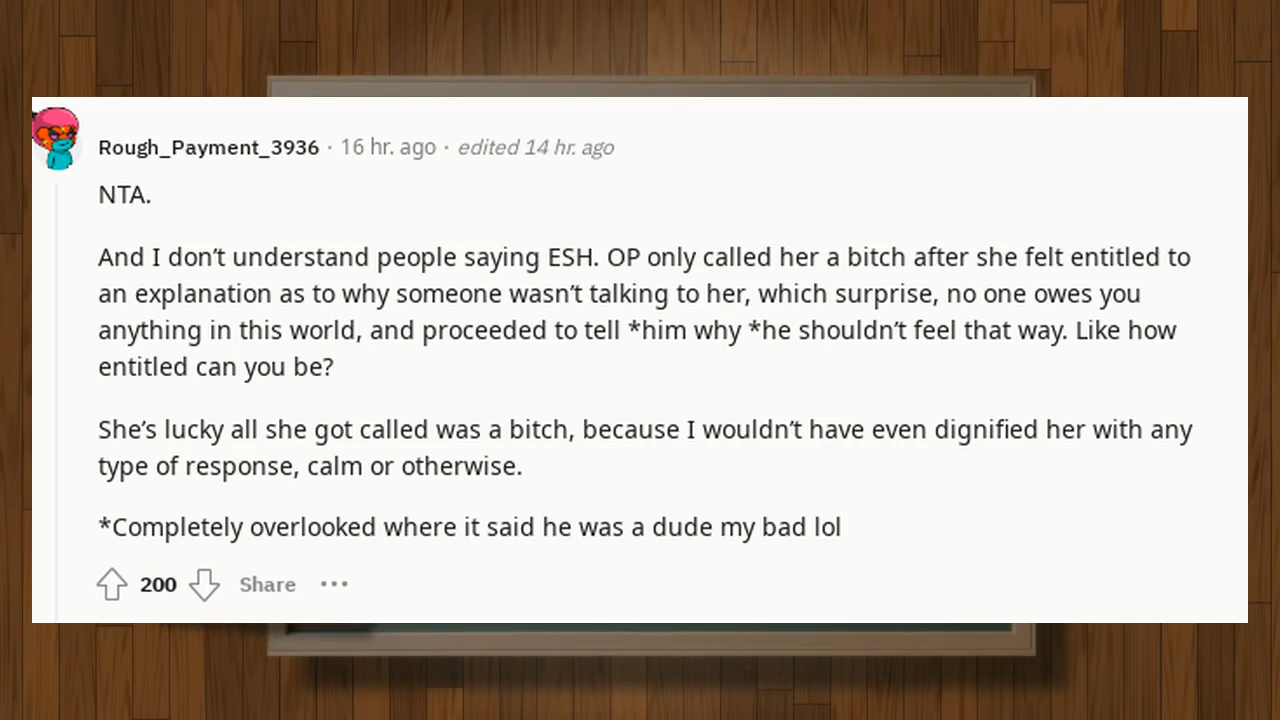 Rough_Payment_3936 · 16 hr. ago · edited 14 hr. ago
NTA.
And I don’t understand people saying ESH. OP only called her a bitch after she felt entitled to
an explanation as to why someone wasn’t talking to her, which surprise, no one owes you
anything in this world, and proceeded to tell *him why *he shouldn’t feel that way. Like how
entitled can you be?
She’s lucky all she got called was a bitch, because I wouldn’t have even dignified her with any
type of response, calm or otherwise.
*Completely overlooked where it said he was a dude my bad lol
200 Share •••